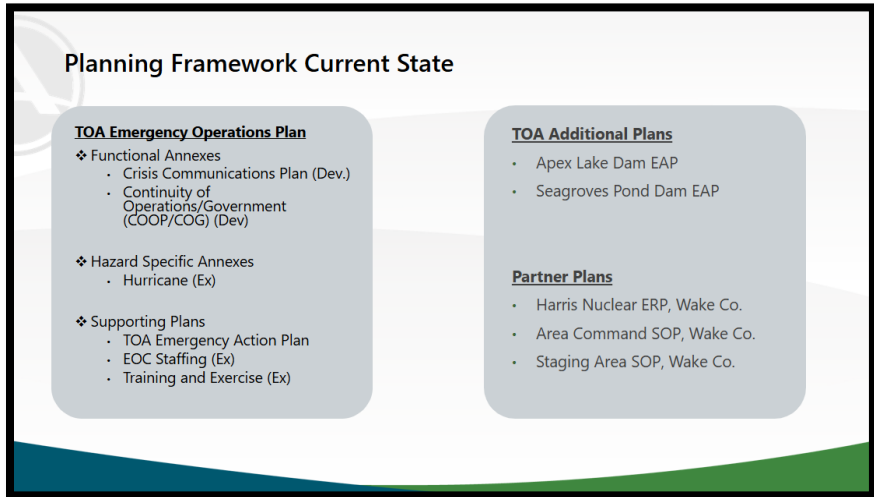 Planning Framework Current State
TOA Emergency Operations Plan
❖ Functional Annexes
• Crisis Communications Plan (Dev.)
• Continuity of
Operations/Government
(COOP/COG) (Dev)
❖ Hazard Specific Annexes
• Hurricane (Ex)
❖ Supporting Plans
• TOA Emergency Action Plan
• EOC Staffing (Ex)
• Training and Exercise (Ex)
TOA Additional Plans
• Apex Lake Dam EAP
• Seagroves Pond Dam EAP
Partner Plans
• Harris Nuclear ERP, Wake Co.
• Area Command SOP, Wake Co.
• Staging Area SOP, Wake Co.